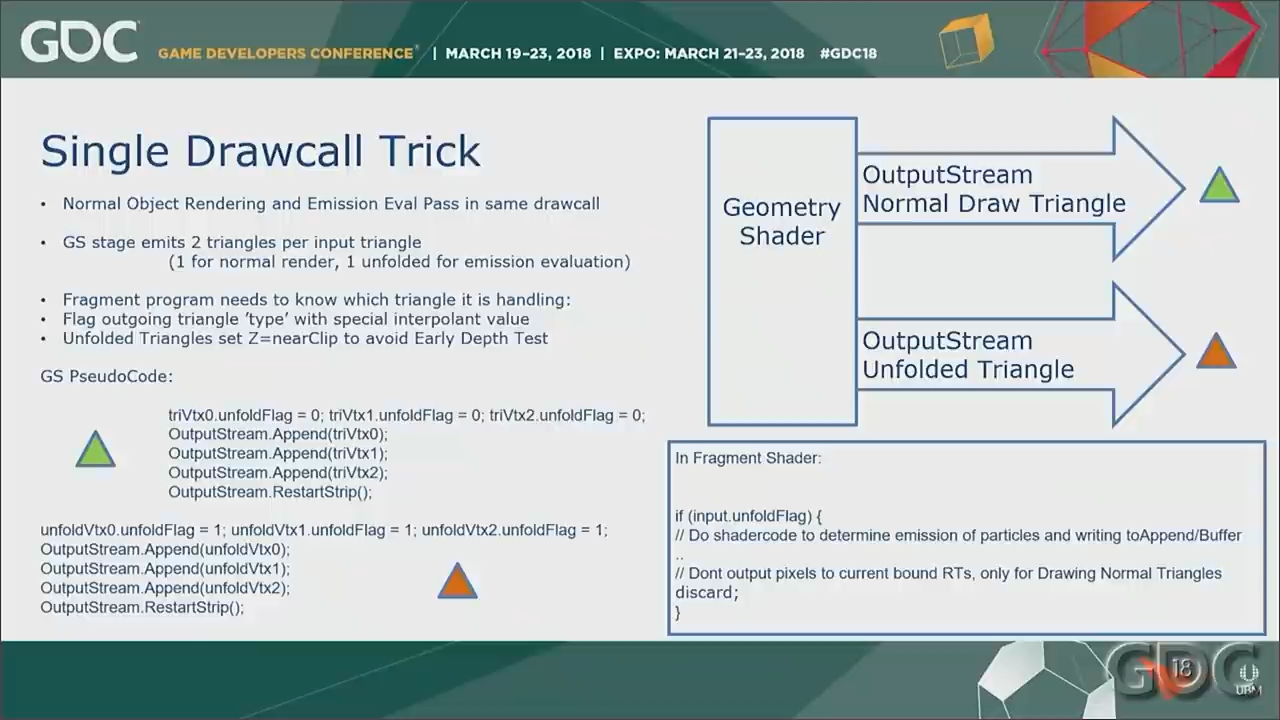 GDC GAME DEVELOPERS CONFERENCE® | MARCH 19–23, 2018 | EXPO: MARCH 21–23, 2018 #GDC18
Single Drawcall Trick
• Normal Object Rendering and Emission Eval Pass in same drawcall
• GS stage emits 2 triangles per input triangle
(1 for normal render, 1 unfolded for emission evaluation)
• Fragment program needs to know which triangle it is handling:
• Flag outgoing triangle ’type’ with special interpolant value
• Unfolded Triangles set Z=nearClip to avoid Early Depth Test
GS PseudoCode:
triVtx0.unfoldFlag = 0; triVtx1.unfoldFlag = 0; triVtx2.unfoldFlag = 0;
OutputStream.Append(triVtx0);
OutputStream.Append(triVtx1);
OutputStream.Append(triVtx2);
OutputStream.RestartStrip();
unfoldVtx0.unfoldFlag = 1; unfoldVtx1.unfoldFlag = 1; unfoldVtx2.unfoldFlag = 1;
OutputStream.Append(unfoldVtx0);
OutputStream.Append(unfoldVtx1);
OutputStream.Append(unfoldVtx2);
OutputStream.RestartStrip();
Geometry
Shader
OutputStream
Normal Draw Triangle
OutputStream
Unfolded Triangle
In Fragment Shader:
if (input.unfoldFlag) {
// Do shadercode to determine emission of particles and writing toAppend/Buffer
..
// Dont output pixels to current bound RTs, only for Drawing Normal Triangles
discard;
}
GDC
18
UBM